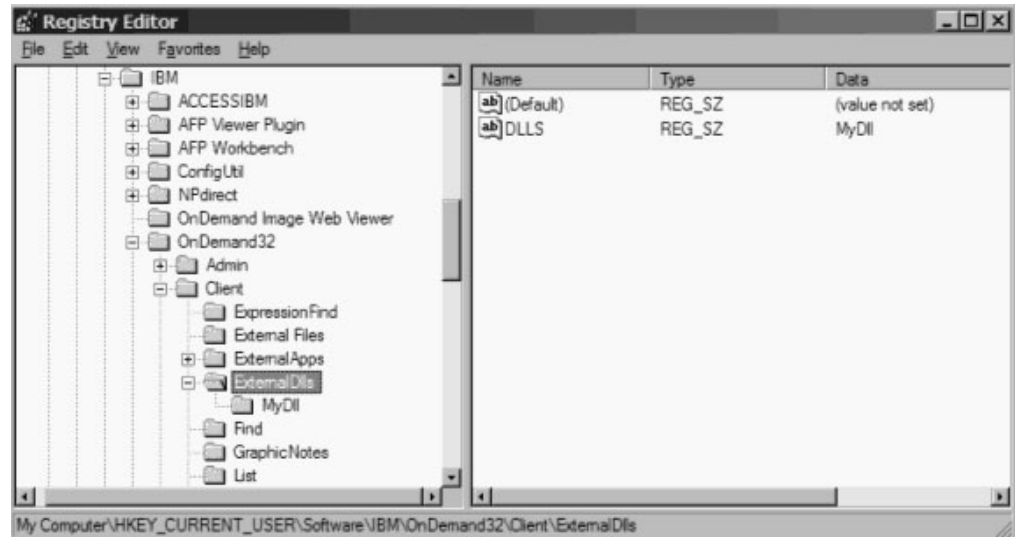 Registry Editor
File Edit View Favorites Help
IBM
ACCESSIBM
AFP Viewer Plugin
AFP Workbench
ConfigUtil
NPdirect
OnDemand Image Web Viewer
OnDemand32
Admin
Client
ExpressionFind
External Files
ExternalApps
ExternalDlls
MyDll
Find
GraphicNotes
List
Name Type Data
ab (Default) REG_SZ (value not set)
ab DLLS REG_SZ MyDll
My Computer\HKEY_CURRENT_USER\Software\IBM\OnDemand32\Client\ExternalDlls